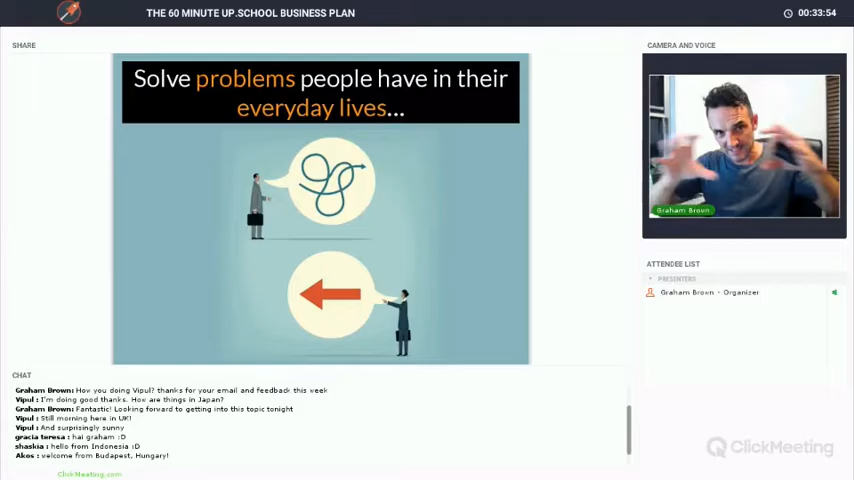 THE 60 MINUTE UP.SCHOOL BUSINESS PLAN
00:33:54
SHARE
Solve problems people have in their
everyday lives...
CAMERA AND VOICE
Graham Brown
ATTENDEE LIST
PRESENTERS
Graham Brown - Organizer
CHAT
Graham Brown: How you doing Vipul? thanks for your email and feedback this week
Vipul : I'm doing good thanks. How are things in Japan?
Graham Brown: Fantastic! Looking forward to getting into this topic tonight
Vipul : Still morning here in UK!
Vipul : And surprisingly sunny
gracia teresa : hai graham :D
shaskia : hello from Indonesia :D
Akos : welcome from Budapest, Hungary!
ClickMeeting.com
ClickMeeting